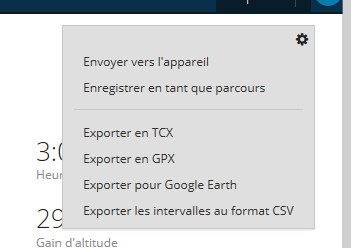 Envoyer vers l'appareil
Enregistrer en tant que parcours
Exporter en TCX
3:0
Exporter en GPX
Heur
Exporter pour Google Earth
Exporter les intervalles au format CSV
29
Gain d'altitude